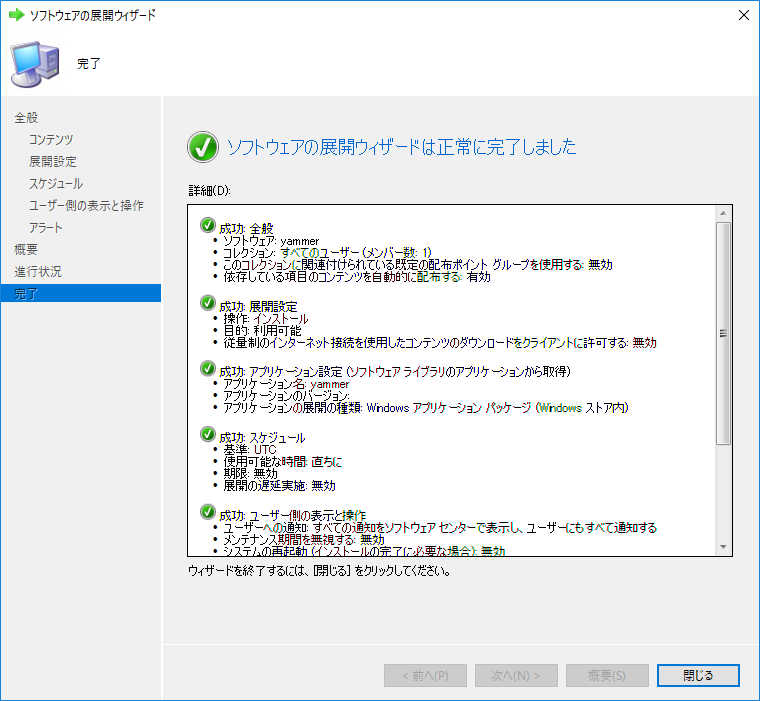 ソフトウェアの展開ウィザード
完了
全般
コンテンツ
展開設定
スケジュール
ユーザー側の表示と操作
アラート
概要
進行状況
完了
ソフトウェアの展開ウィザードは正常に完了しました
詳細(D):
成功: 全般
• ソフトウェア: yammer
• コレクション: すべてのユーザー (メンバー数: 1)
• このコレクションに関連付けられている既定の配布ポイント グループを使用する: 無効
• 依存している項目のコンテンツを自動的に配布する: 有効
成功: 展開設定
• 操作: インストール
• 目的: 利用可能
• 従量制のインターネット接続を使用したコンテンツのダウンロードをクライアントに許可する: 無効
成功: アプリケーション設定 (ソフトウェア ライブラリのアプリケーションから取得)
• アプリケーション名: yammer
• アプリケーションのバージョン:
• アプリケーションの展開の種類: Windows アプリケーション パッケージ (Windows ストア内)
成功: スケジュール
• 基準: UTC
• 使用可能な時間: 直ちに
• 期限: 無効
• 展開の遅延実施: 無効
成功: ユーザー側の表示と操作
• ユーザーへの通知: すべての通知をソフトウェア センターで表示し、ユーザーにもすべて通知する
• メンテナンス期間を無視する: 無効
• システムの再起動 (インストールの完了に必要な場合): 無効
ウィザードを終了するには、[閉じる] をクリックしてください。
< 前へ(P)
次へ(N) >
概要(S)
閉じる